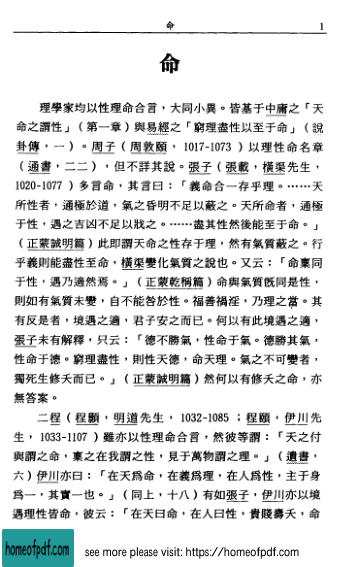 命 1
命
理學家均以性理命合言，大同小異。皆基于中庸之「天
命之謂性」（第一章）與易經之「窮理盡性以至于命」（說
卦傳，一）。周子（周敦頤，1017-1073）以理性命名章
（通書，二二），但不詳其說。張子（張載，橫渠先生，
1020-1077）多言命，其言曰：「義命合一存乎理。……天
所性者，通極於道，氣之昏明不足以蔽之。天所命者，通極
于性，遇之吉凶不足以戕之。……盡其性然後能至于命。」
（正蒙誠明篇）此卽謂天命之性存于理，然有氣質蔽之。行
乎義則能盡性至命，橫渠變化氣質之說也。又云：「命稟同
于性，遇乃適然焉。」（正蒙乾稱篇）命與氣質旣同是性，
則如有氣質未變，自不能咎於性。福善禍淫，乃理之當。其
有反是者，境遇之適，君子安之而已。何以有此境遇之適，
張子未有解釋，只云：「德不勝氣，性命于氣。德勝其氣，
性命于德。窮理盡性，則性天德，命天理。氣之不可變者，
獨死生修夭而已。」（正蒙誠明篇）然何以有修夭之命，亦
無答案。
二程（程顥，明道先生，1032-1085；程頤，伊川先
生，1033-1107）雖亦以性理命合言，然彼等謂：「天之付
與謂之命，稟之在我謂之性，見于萬物謂之理。」（遺書，
六）伊川亦曰：「在天爲命，在義爲理，在人爲性，主于身
爲一，其實一也。」（同上，十八）有如張子，伊川亦以境
遇理性皆命，彼云：「在天曰命，在人曰性，貴賤壽夭，命
homeofpdf.com see more please visit: https://homeofpdf.com